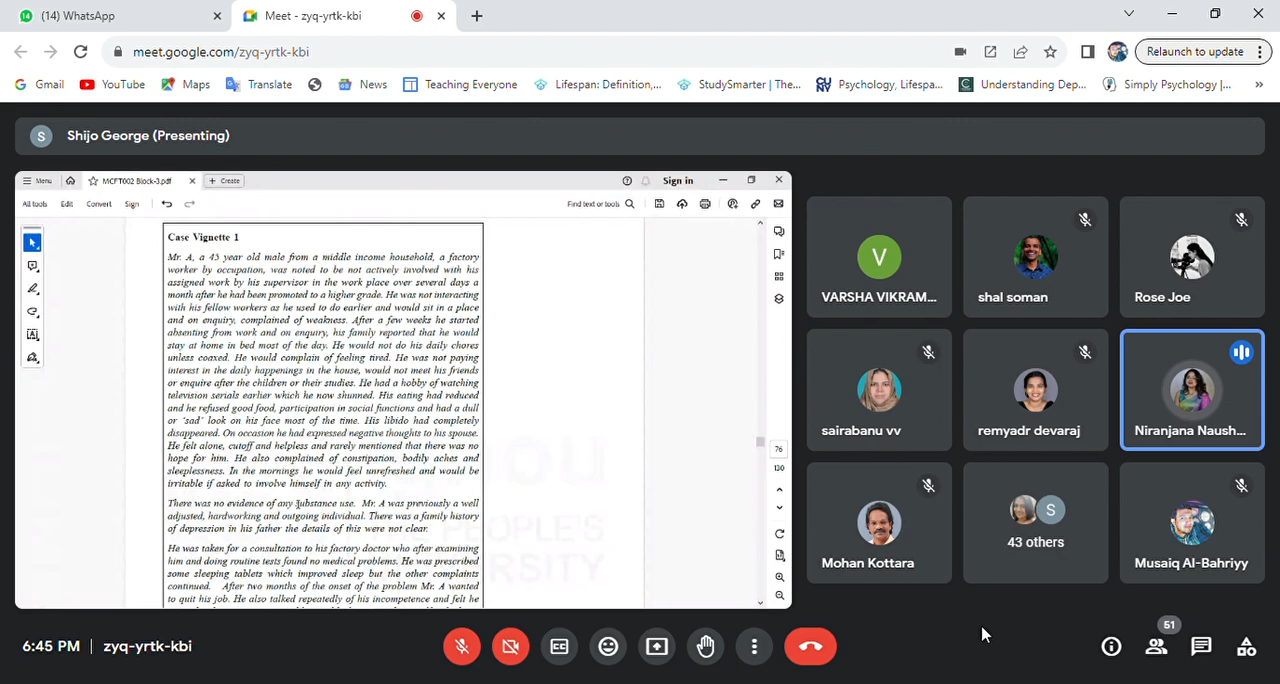 (14) WhatsApp
Meet - zyq-yrtk-kbi
meet.google.com/zyq-yrtk-kbi
Relaunch to update
Gmail
YouTube
Maps
Translate
News
Teaching Everyone
Lifespan: Definition,...
StudySmarter | The...
Psychology, Lifespa...
Understanding Dep...
Simply Psychology |...
S
Shijo George (Presenting)
Menu
MCFT002 Block-3.pdf
+ Create
Sign in
All tools
Edit
Convert
Sign
Find text or tools
Case Vignette 1
Mr. A, a 45 year old male from a middle income household, a factory
worker by occupation, was noted to be not actively involved with his
assigned work by his supervisor in the work place over several days a
month after he had been promoted to a higher grade. He was not interacting
with his fellow workers as he used to do earlier and would sit in a place
and on enquiry, complained of weakness. After a few weeks he started
absenting from work and on enquiry, his family reported that he would
stay at home in bed most of the day. He would not do his daily chores
unless coaxed. He would complain of feeling tired. He was not paying
interest in the daily happenings in the house, would not meet his friends
or enquire after the children or their studies. He had a hobby of watching
television serials earlier which he now shunned. His eating had reduced
and he refused good food, participation in social functions and had a dull
or 'sad' look on his face most of the time. His libido had completely
disappeared. On occasion he had expressed negative thoughts to his spouse.
He felt alone, cutoff and helpless and rarely mentioned that there was no
hope for him. He also complained of constipation, bodily aches and
sleeplessness. In the mornings he would feel unrefreshed and would be
irritable if asked to involve himself in any activity.
There was no evidence of any substance use. Mr. A was previously a well
adjusted, hardworking and outgoing individual. There was a family history
of depression in his father the details of this were not clear.
He was taken for a consultation to his factory doctor who after examining
him and doing routine tests found no medical problems. He was prescribed
some sleeping tablets which improved sleep but the other complaints
continued. After two months of the onset of the problem Mr. A wanted
to quit his job. He also talked repeatedly of his incompetence and felt he
PEOPLE'S
76
130
V
VARSHA VIKRAM...
shal soman
Rose Joe
sairabanu vv
remyadr devaraj
Niranjana Naush...
Mohan Kottara
S
43 others
Musaiq Al-Bahriyy
6:45 PM
zyq-yrtk-kbi
51